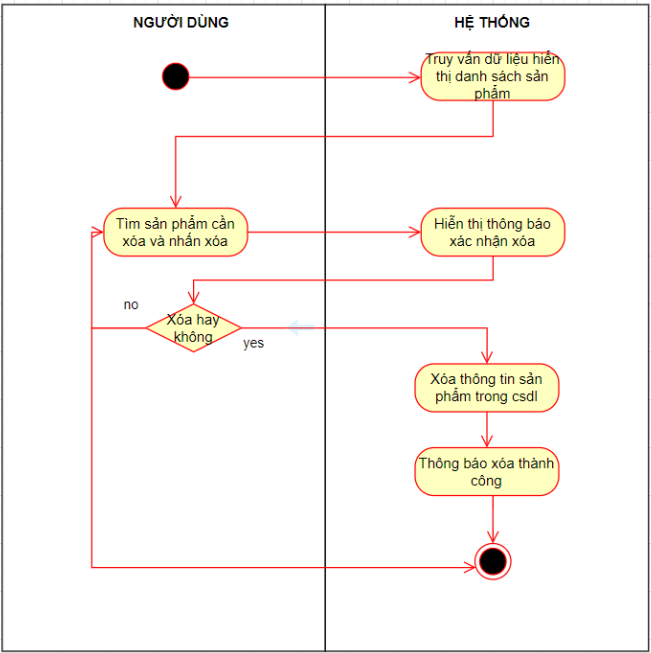 NGƯỜI DÙNG
HỆ THỐNG
Truy vấn dữ liệu hiển
thị danh sách sản
phẩm
Tìm sản phẩm cần
xóa và nhấn xóa
Hiển thị thông báo
xác nhận xóa
no
Xóa hay
không
yes
Xóa thông tin sản
phẩm trong csdl
Thông báo xóa thành
công